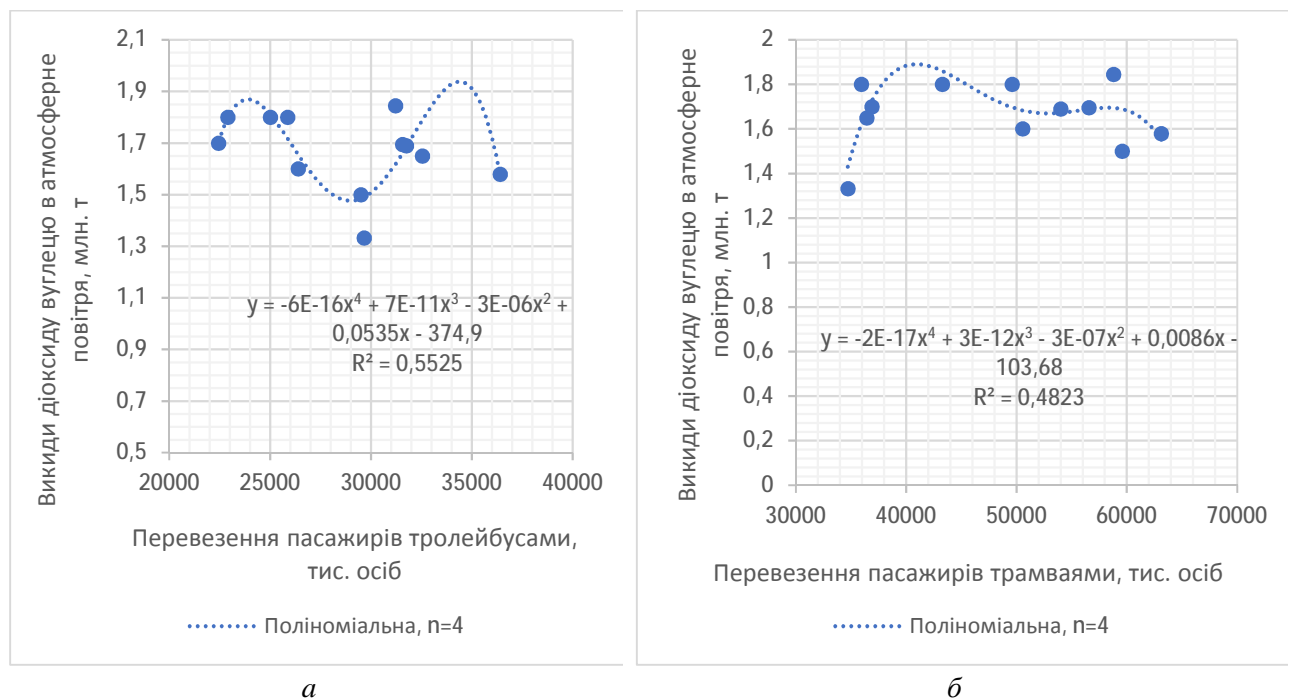 2,1
1,9
1,7
1,5
1,3
1,1
0,9
0,7
0,5
20000 25000 30000 35000 40000
Викиди діоксиду вуглецю в атмосферне
повітря, млн. т
y = -6E-16x⁴ + 7E-11x³ - 3E-06x² +
0,0535x - 374,9
R² = 0,5525
Перевезення пасажирів тролейбусами,
тис. осіб
Поліноміальна, n=4
а
2
1,8
1,6
1,4
1,2
1
0,8
0,6
0,4
0,2
0
30000 40000 50000 60000 70000
Викиди діоксиду вуглецю в атмосферне
повітря, млн. т
y = -2E-17x⁴ + 3E-12x³ - 3E-07x² + 0,0086x -
103,68
R² = 0,4823
Перевезення пасажирів трамваями, тис. осіб
Поліноміальна, n=4
б